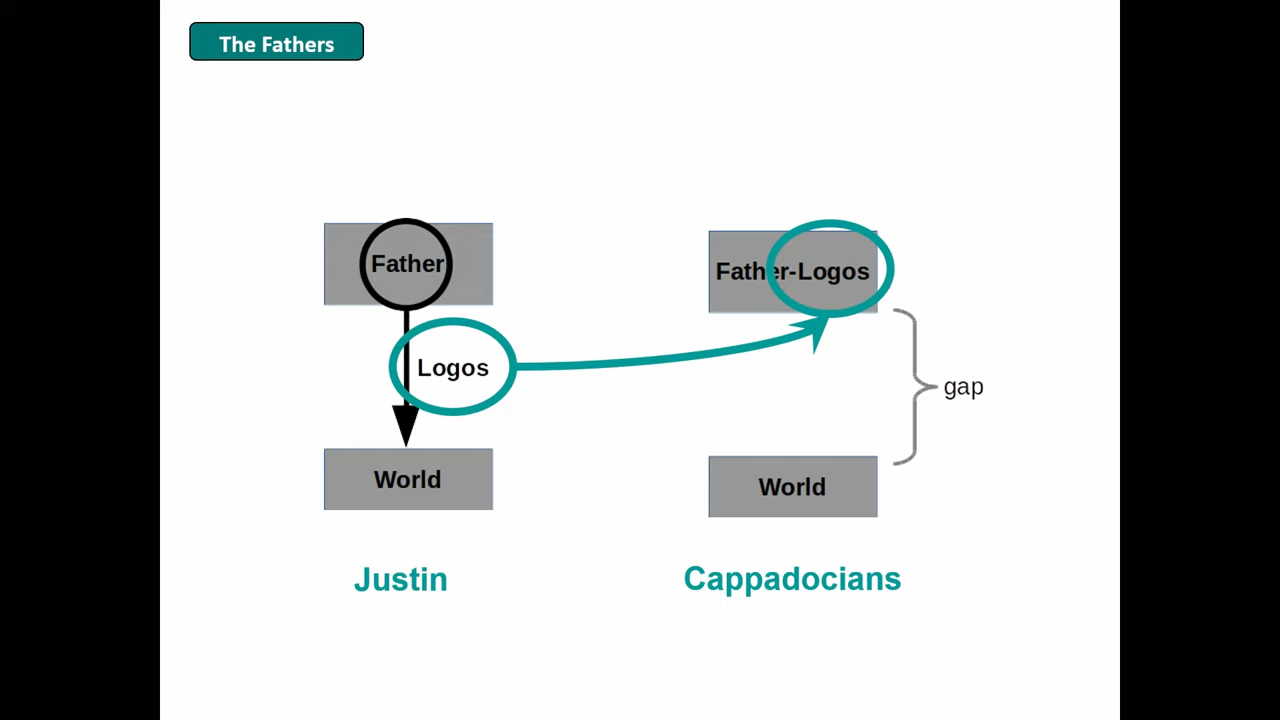 The Fathers
Father
Father-Logos
Logos
gap
World
World
Justin
Cappadocians